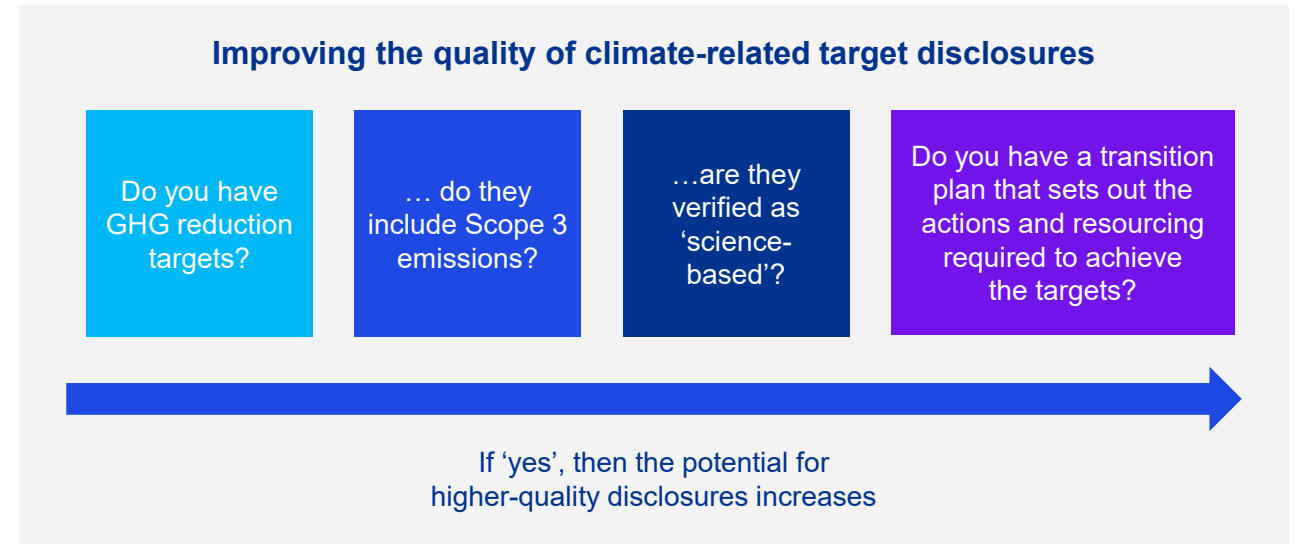 Improving the quality of climate-related target disclosures
Do you have
GHG reduction
targets?
… do they
include Scope 3
emissions?
…are they
verified as
‘science-
based’?
Do you have a transition
plan that sets out the
actions and resourcing
required to achieve
the targets?
If ‘yes’, then the potential for
higher-quality disclosures increases